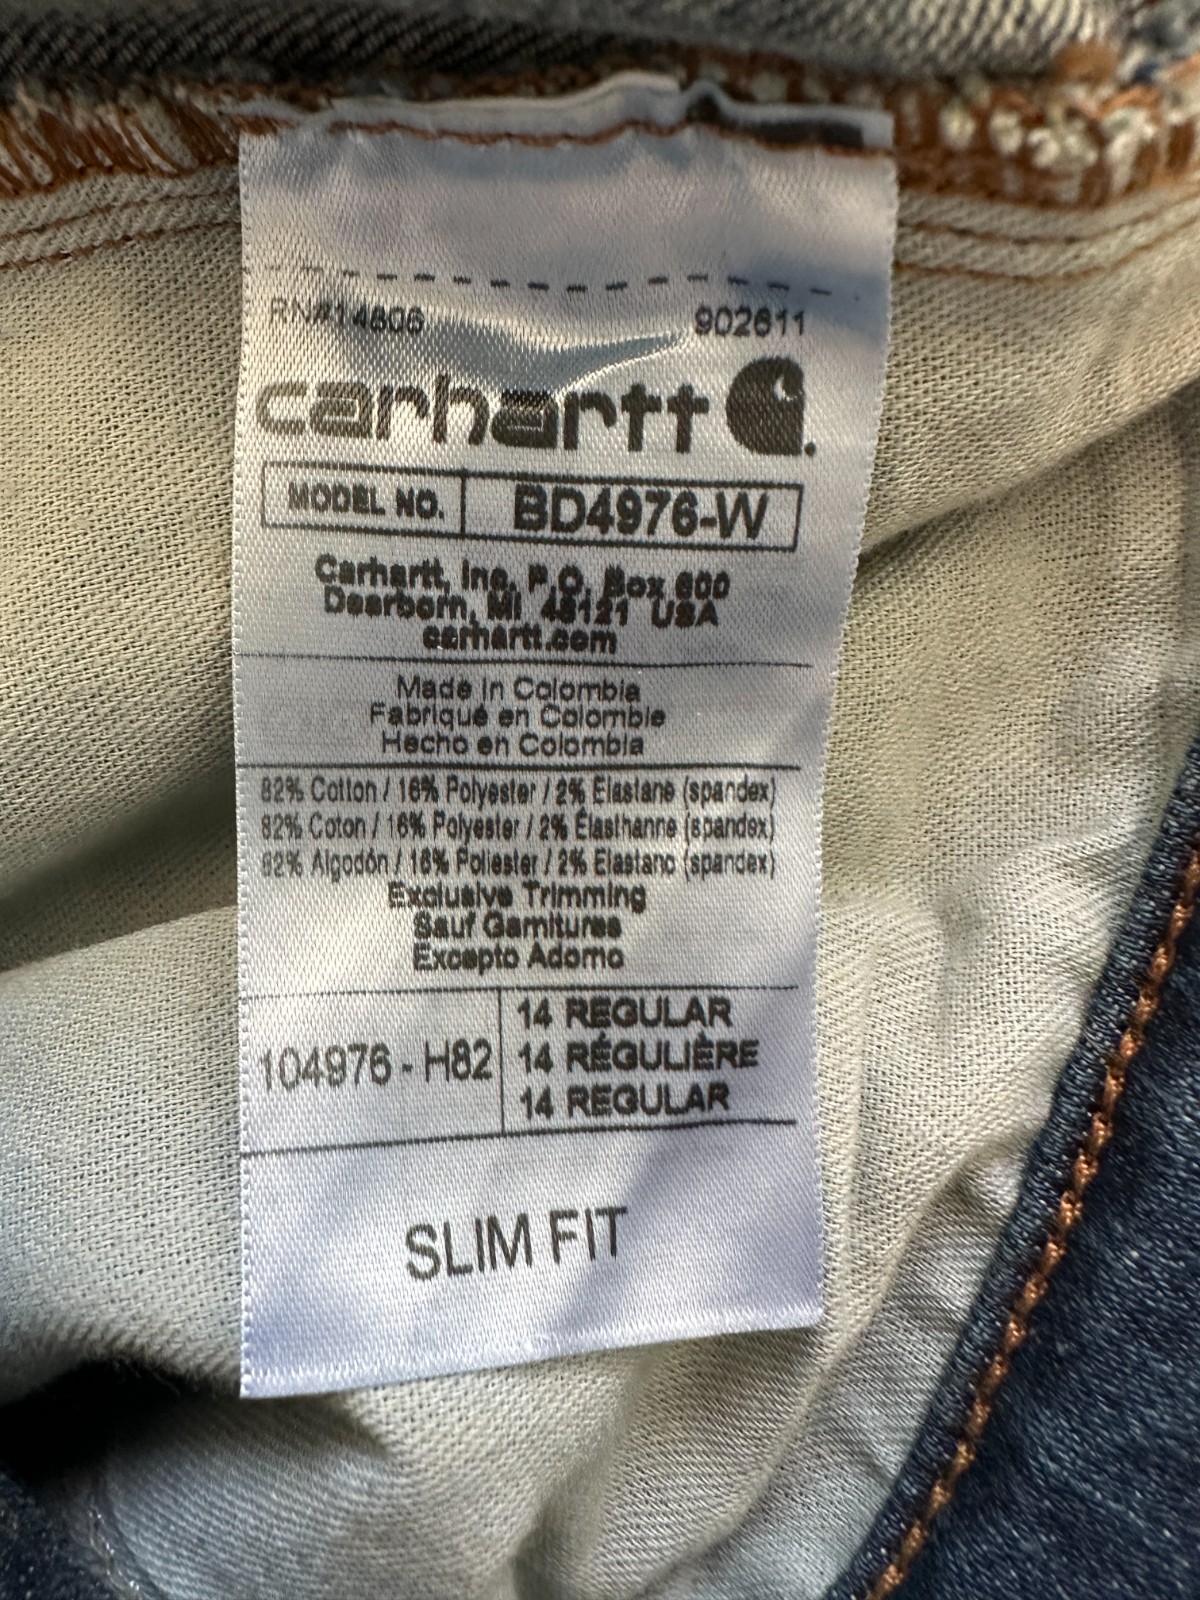 RN#14806 902611
carhartt
MODEL NO. BD4976-W
Carhartt, Inc. P.O. Box 600
Dearborn, MI 48121 USA
carhartt.com
Made in Colombia
Fabriqué en Colombie
Hecho en Colombia
82% Cotton / 16% Polyester / 2% Elastane (spandex)
82% Coton / 16% Polyester / 2% Élasthanne (spandex)
82% Algodón / 16% Poliester / 2% Elastano (spandex)
Exclusive Trimming
Sauf Garnitures
Excepto Adorno
104976 - H82
14 REGULAR
14 RÉGULIÈRE
14 REGULAR
SLIM FIT